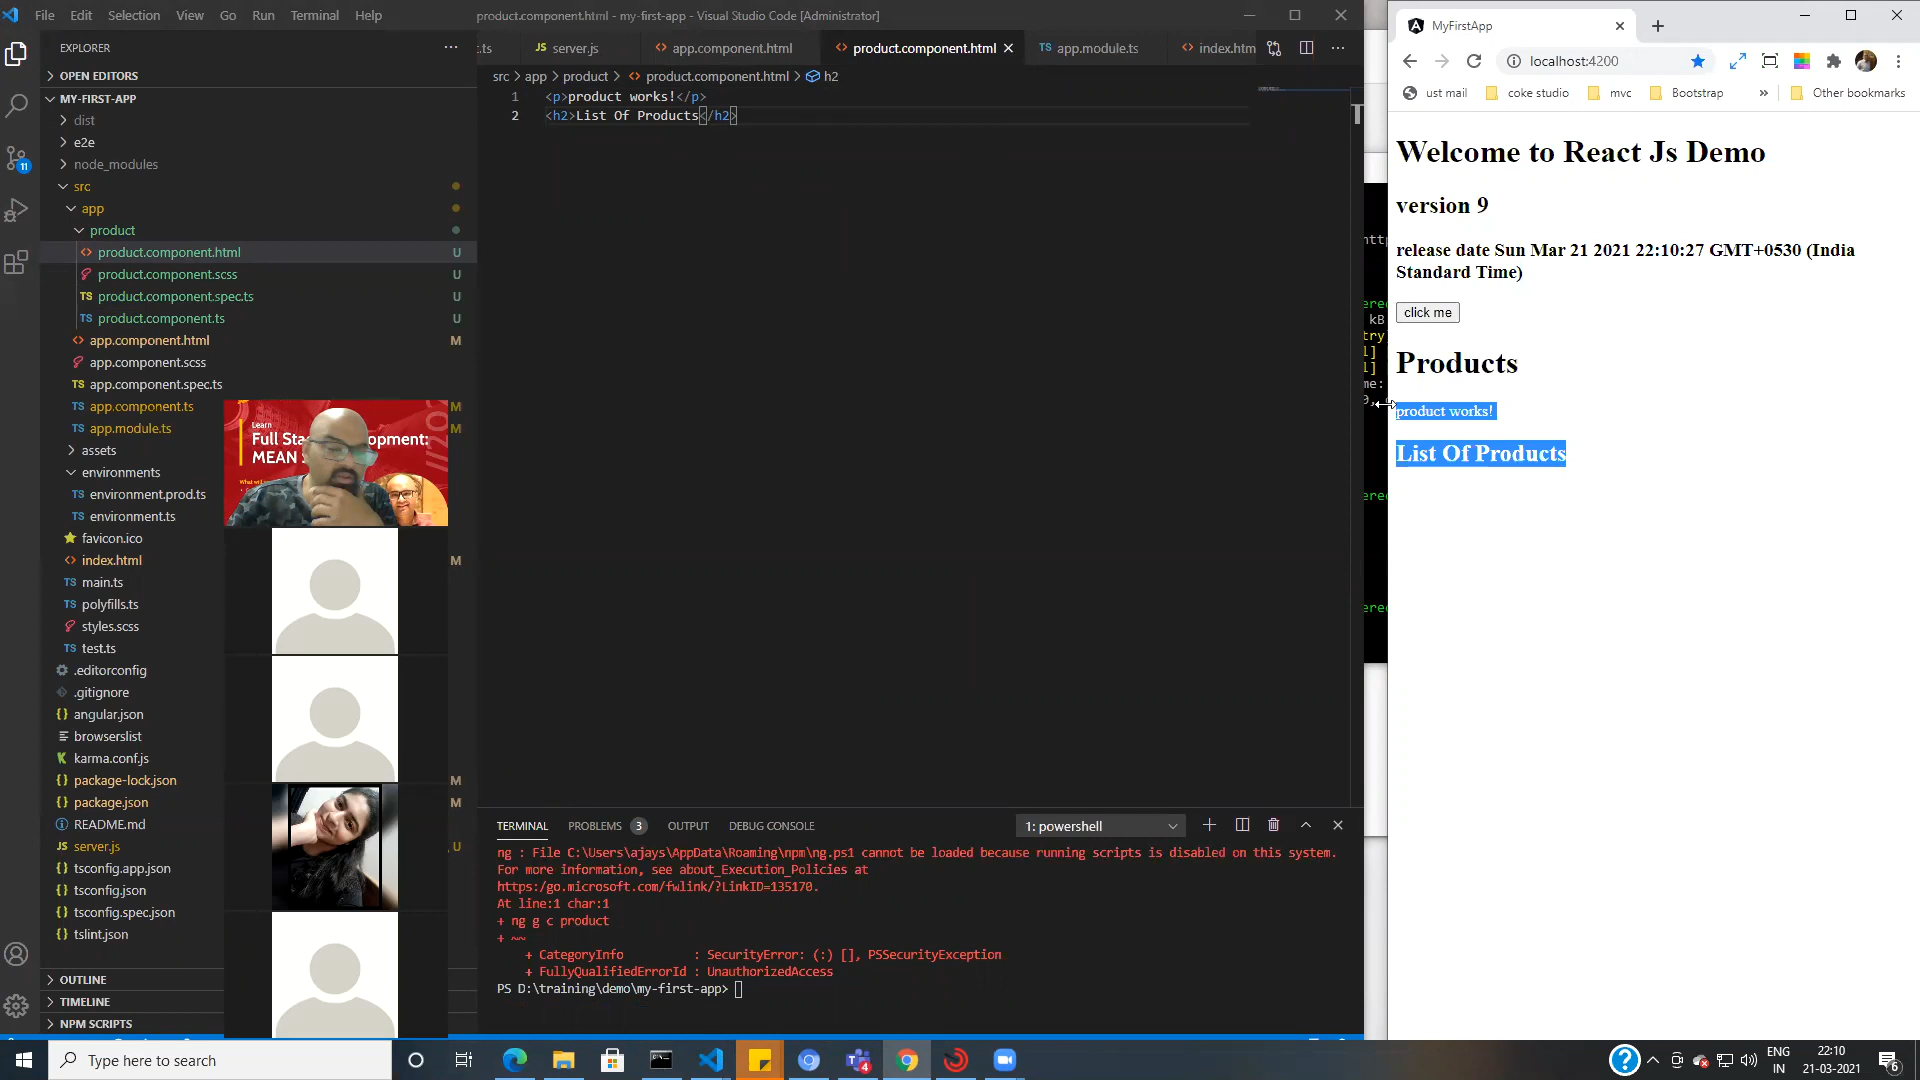 File Edit Selection View Go Run Terminal Help
product.component.html - my-first-app - Visual Studio Code [Administrator]
EXPLORER
OPEN EDITORS
MY-FIRST-APP
dist
e2e
node_modules
src
app
product
product.component.html U
product.component.scss U
product.component.spec.ts U
product.component.ts U
app.component.html M
app.component.scss
app.component.spec.ts
app.component.ts M
app.module.ts M
assets
environments
environment.prod.ts
environment.ts
favicon.ico
index.html M
main.ts
polyfills.ts
styles.scss
test.ts
.editorconfig
.gitignore
angular.json
browserslist
karma.conf.js
package-lock.json M
package.json M
README.md
server.js U
tsconfig.app.json
tsconfig.json
tsconfig.spec.json
tslint.json
OUTLINE
TIMELINE
NPM SCRIPTS
11
Learn
MEAN
.ts server.js app.component.html product.component.html app.module.ts index.htm
src > app > product > product.component.html > h2
1 <p>product works!</p>
2 <h2>List Of Products</h2>
TERMINAL PROBLEMS 3 OUTPUT DEBUG CONSOLE 1: powershell
ng : File C:\Users\ajays\AppData\Roaming\npm\ng.ps1 cannot be loaded because running scripts is disabled on this system.
For more information, see about_Execution_Policies at
https:/go.microsoft.com/fwlink/?LinkID=135170.
At line:1 char:1
+ ng g c product
+ ~~
+ CategoryInfo : SecurityError: (:) [], PSSecurityException
+ FullyQualifiedErrorId : UnauthorizedAccess
PS D:\training\demo\my-first-app>
MyFirstApp
localhost:4200
ust mail coke studio mvc Bootstrap » Other bookmarks
Welcome to React Js Demo
version 9
release date Sun Mar 21 2021 22:10:27 GMT+0530 (India
Standard Time)
click me
Products
product works!
List Of Products
Type here to search
4
ENG
IN
22:10
21-03-2021
6